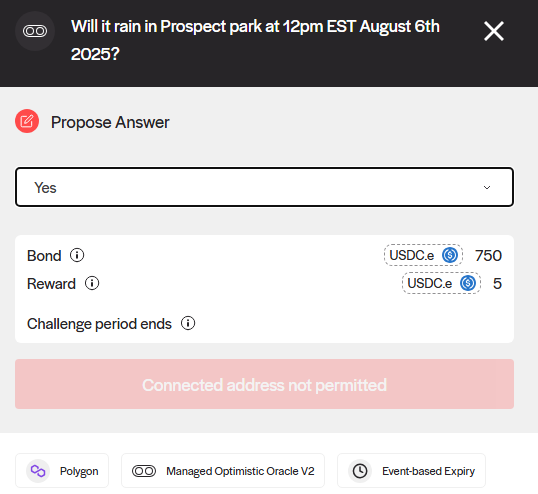 Will it rain in Prospect park at 12pm EST August 6th
2025?
Propose Answer
Yes
Bond
USDC.e 750
Reward
USDC.e 5
Challenge period ends
Connected address not permitted
Polygon
Managed Optimistic Oracle V2
Event-based Expiry